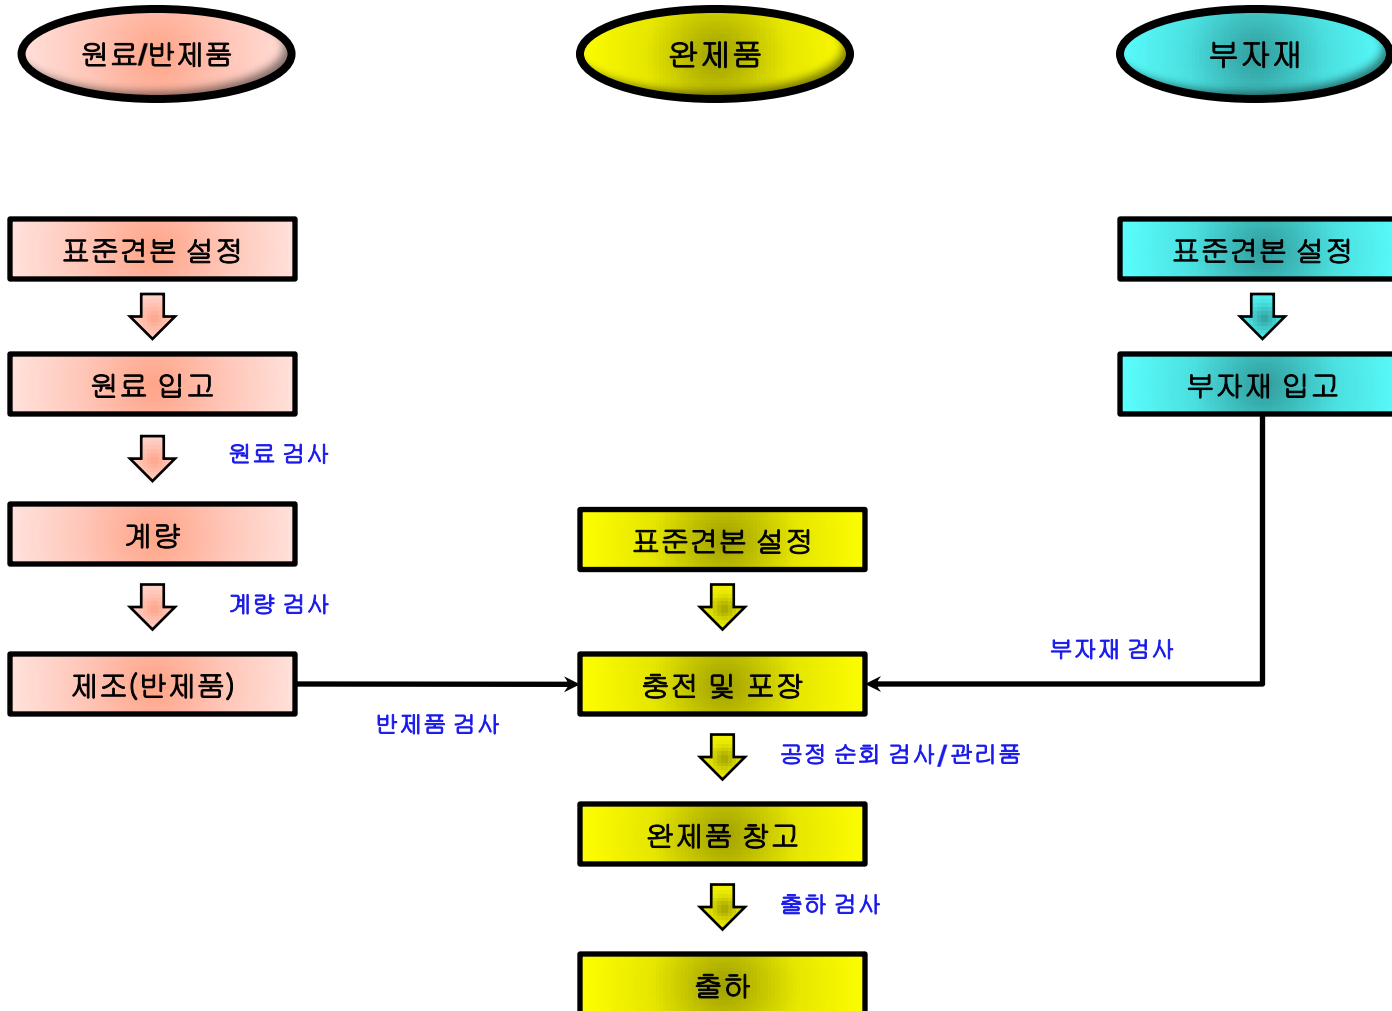 원료/반제품
완제품
부자재
표준견본 설정
표준견본 설정
원료 입고
부자재 입고
원료 검사
계량
표준견본 설정
계량 검사
부자재 검사
제조(반제품)
충전 및 포장
반제품 검사
공정 순회 검사/관리품
완제품 창고
출하 검사
출하